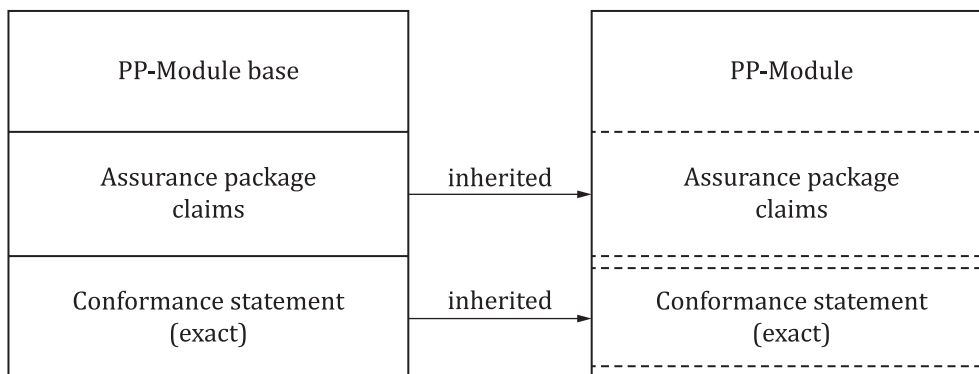 PP-Module base
PP-Module
Assurance package
claims
inherited
Assurance package
claims
Conformance statement
(exact)
inherited
Conformance statement
(exact)